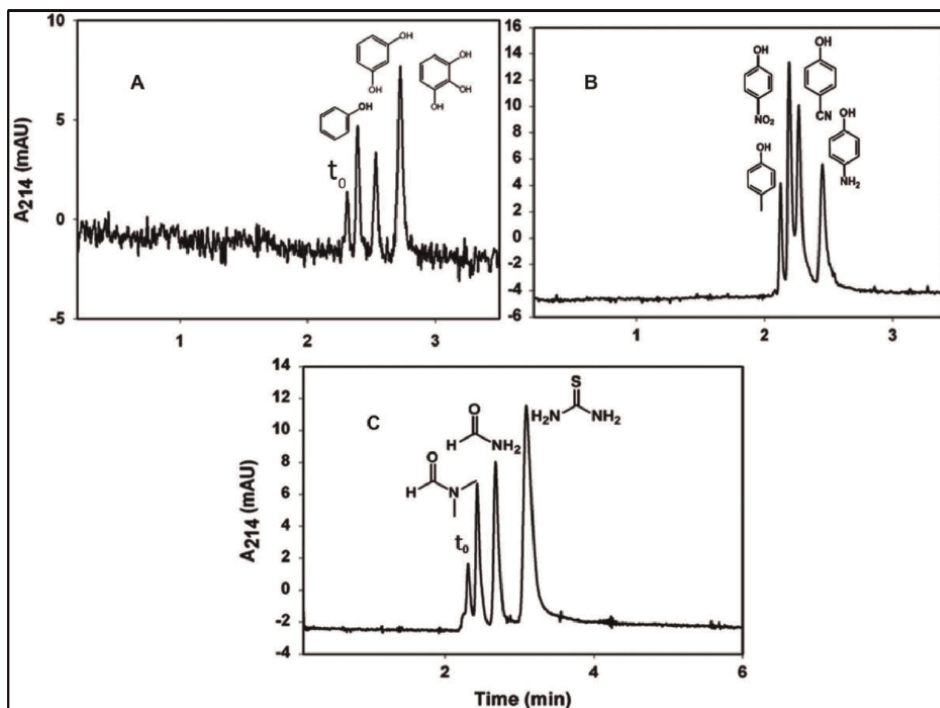 10
A
OH
OH
OH
OH
OH
OH
t0
5
0
-5
A214 (mAU)
1
2
3
16
14
12
10
8
6
4
2
0
-2
-4
-6
B
OH
NO2
OH
CN
OH
OH
NH2
1
2
3
14
12
10
8
6
4
2
0
-2
-4
A214 (mAU)
C
O
H
N
t0
O
H
NH2
S
H2N
NH2
2
4
6
Time (min)